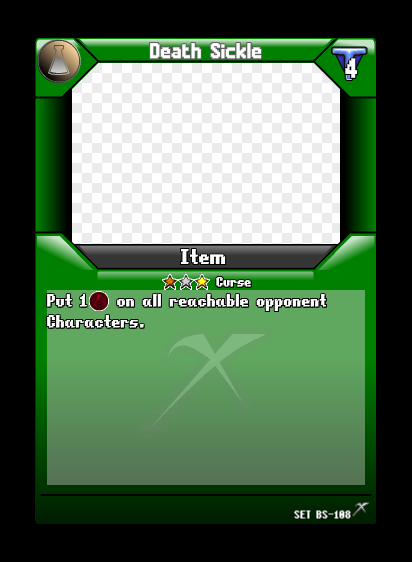 Death Sickle
4
Item
Curse
Put 1 on all reachable opponent
Characters.
SET BS-108